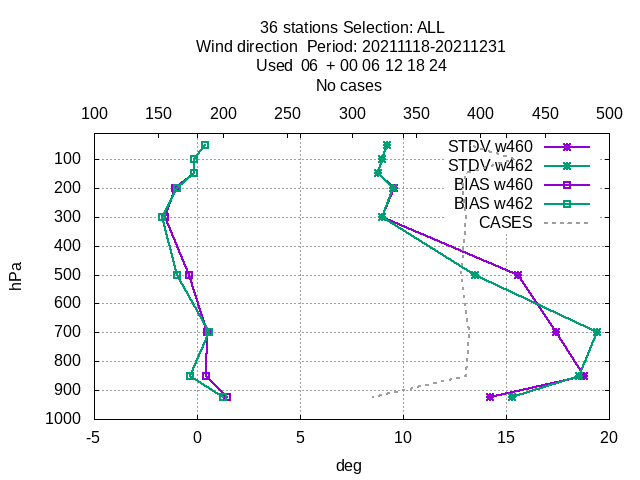 36 stations Selection: ALL
Wind direction  Period: 20211118-20211231
Used  06  + 00 06 12 18 24
No cases
100 150 200 250 300 350 400 450 500
STDV w460
STDV w462
BIAS w460
BIAS w462
CASES
hPa
100
200
300
400
500
600
700
800
900
1000
-5 0 5 10 15 20
deg